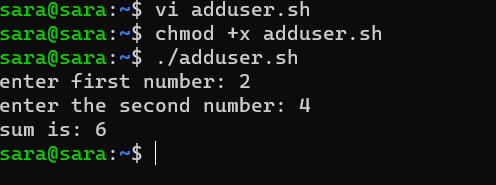 sara@sara:~$ vi adduser.sh
sara@sara:~$ chmod +x adduser.sh
sara@sara:~$ ./adduser.sh
enter first number: 2
enter the second number: 4
sum is: 6
sara@sara:~$